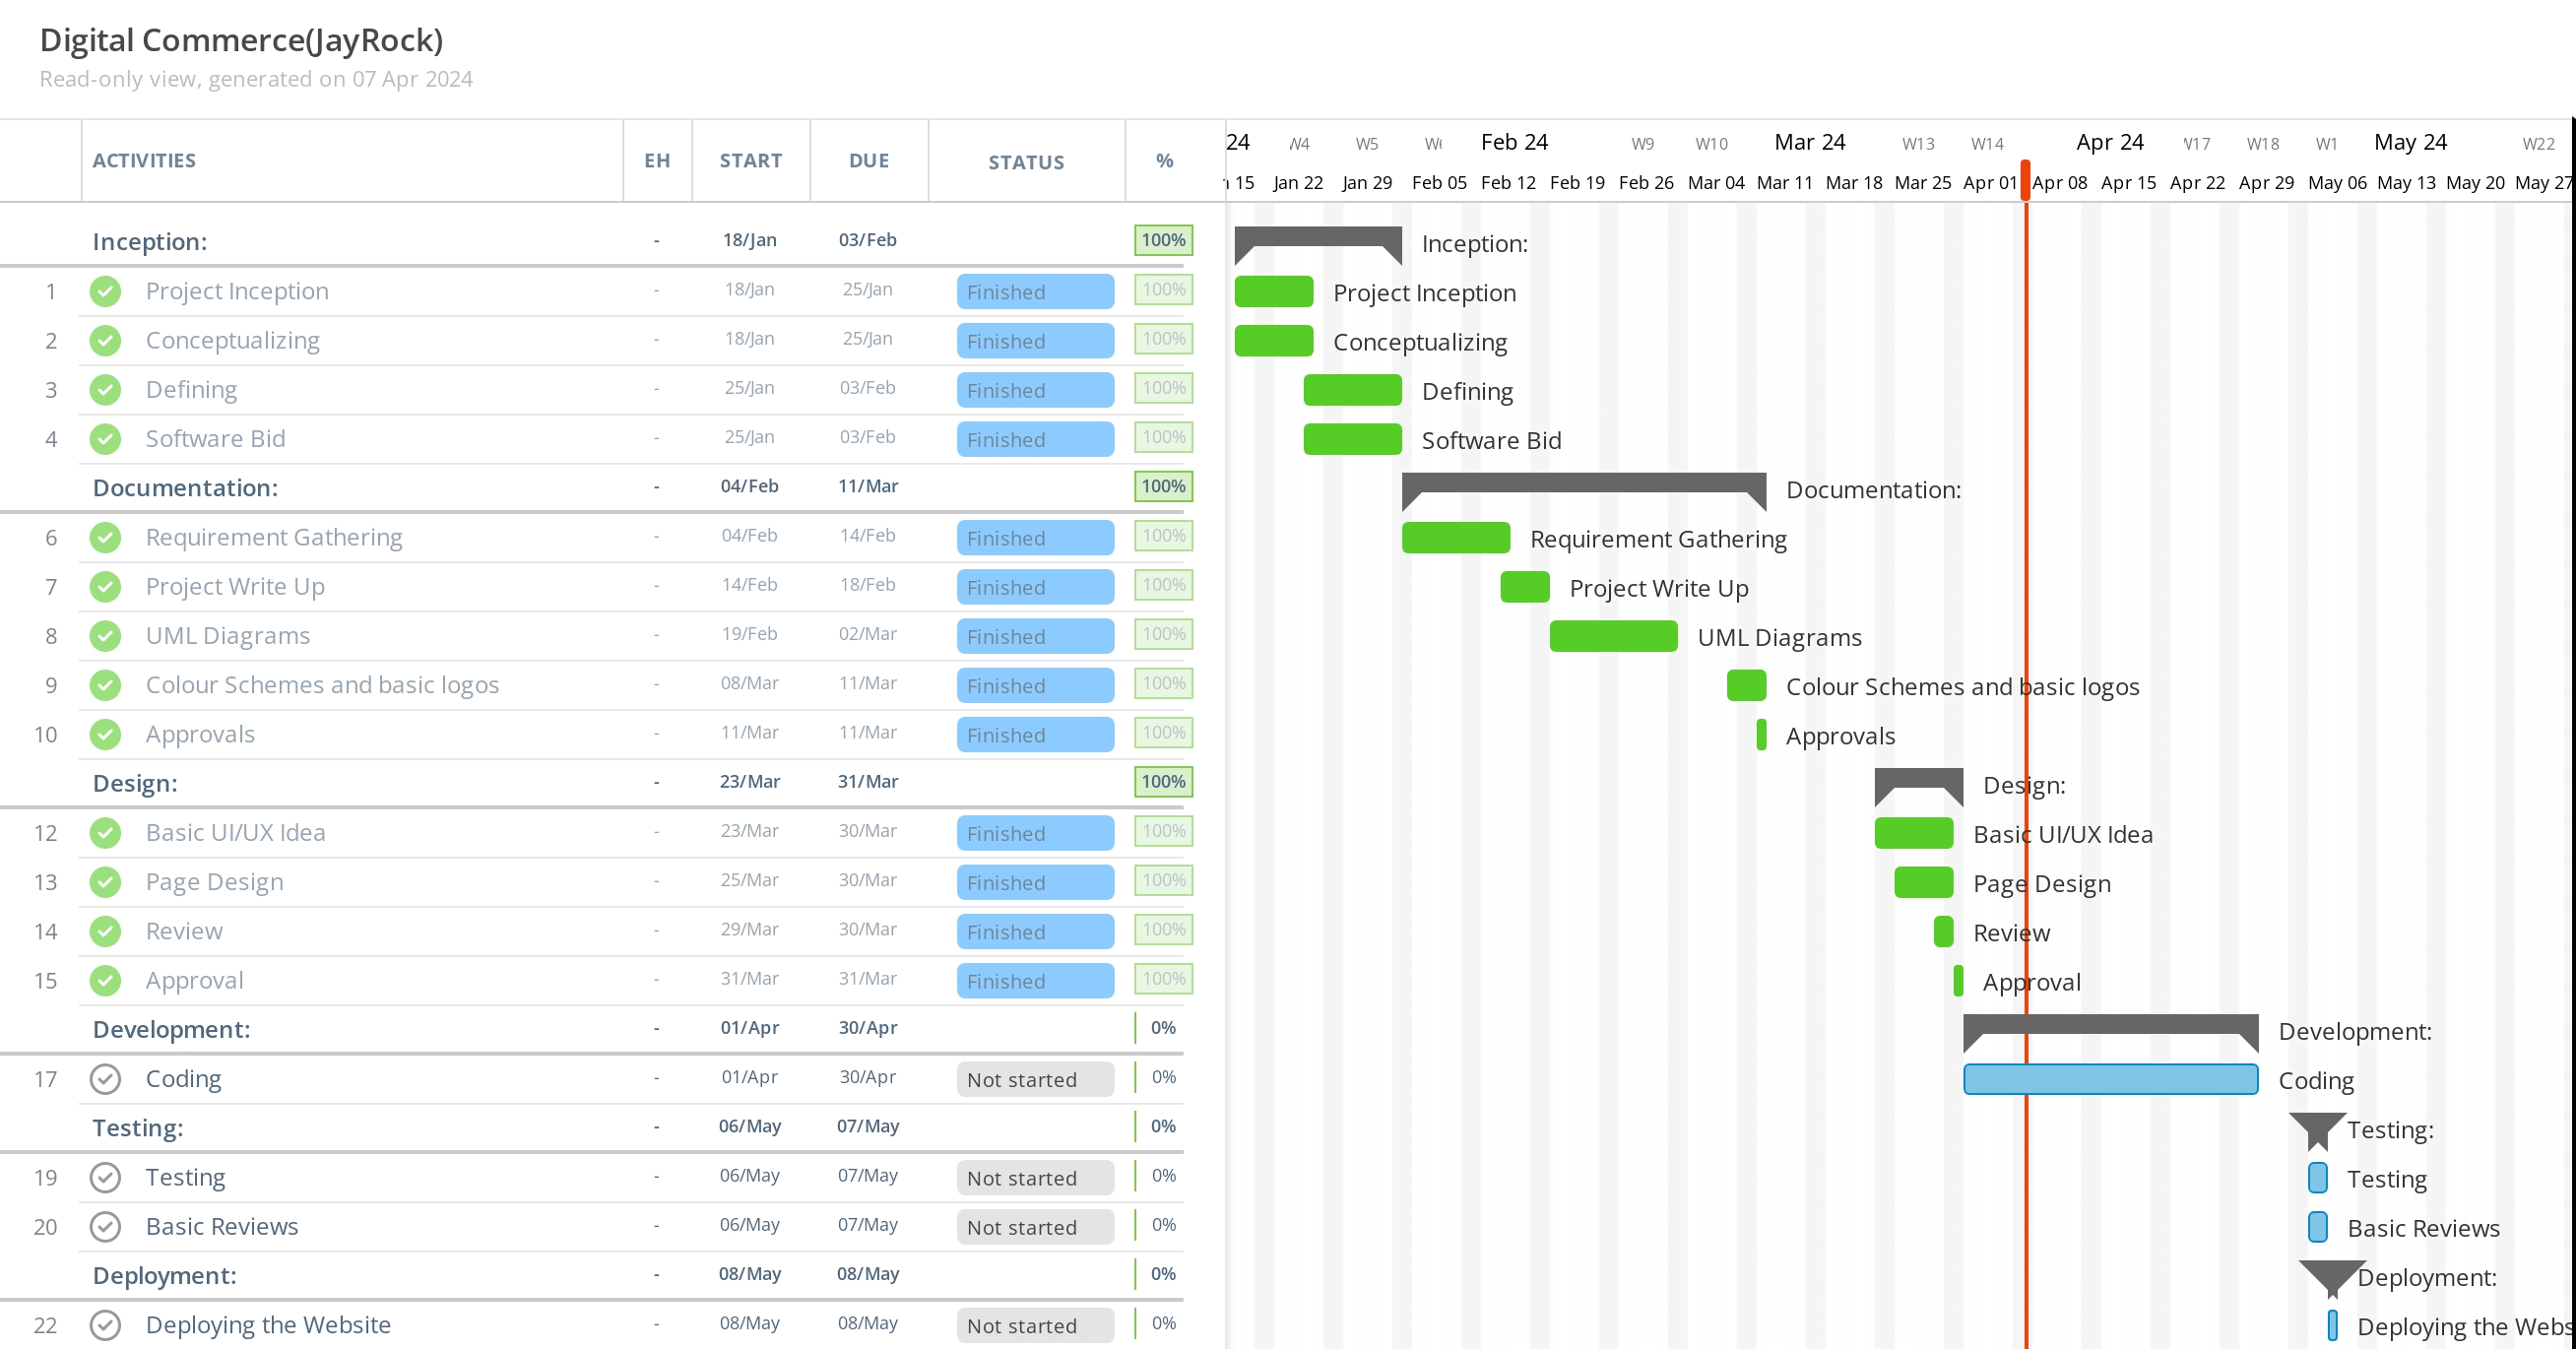 Digital Commerce(JayRock)
Read-only view, generated on 07 Apr 2024
ACTIVITIES EH START DUE STATUS %
24 W4 W5 Feb 24 W9 W10 Mar 24 W13 W14 Apr 24 W17 W18 W1 May 24 W22
15 Jan 22 Jan 29 Feb 05 Feb 12 Feb 19 Feb 26 Mar 04 Mar 11 Mar 18 Mar 25 Apr 01 Apr 08 Apr 15 Apr 22 Apr 29 May 06 May 13 May 20 May 27
Inception: - 18/Jan 03/Feb 100% Inception:
1 Project Inception - 18/Jan 25/Jan Finished 100% Project Inception
2 Conceptualizing - 18/Jan 25/Jan Finished 100% Conceptualizing
3 Defining - 25/Jan 03/Feb Finished 100% Defining
4 Software Bid - 25/Jan 03/Feb Finished 100% Software Bid
Documentation: - 04/Feb 11/Mar 100% Documentation:
6 Requirement Gathering - 04/Feb 14/Feb Finished 100% Requirement Gathering
7 Project Write Up - 14/Feb 18/Feb Finished 100% Project Write Up
8 UML Diagrams - 19/Feb 02/Mar Finished 100% UML Diagrams
9 Colour Schemes and basic logos - 08/Mar 11/Mar Finished 100% Colour Schemes and basic logos
10 Approvals - 11/Mar 11/Mar Finished 100% Approvals
Design: - 23/Mar 31/Mar 100% Design:
12 Basic UI/UX Idea - 23/Mar 30/Mar Finished 100% Basic UI/UX Idea
13 Page Design - 25/Mar 30/Mar Finished 100% Page Design
14 Review - 29/Mar 30/Mar Finished 100% Review
15 Approval - 31/Mar 31/Mar Finished 100% Approval
Development: - 01/Apr 30/Apr 0% Development:
17 Coding - 01/Apr 30/Apr Not started 0% Coding
Testing: - 06/May 07/May 0% Testing:
19 Testing - 06/May 07/May Not started 0% Testing
20 Basic Reviews - 06/May 07/May Not started 0% Basic Reviews
Deployment: - 08/May 08/May 0% Deployment:
22 Deploying the Website - 08/May 08/May Not started 0% Deploying the Webs